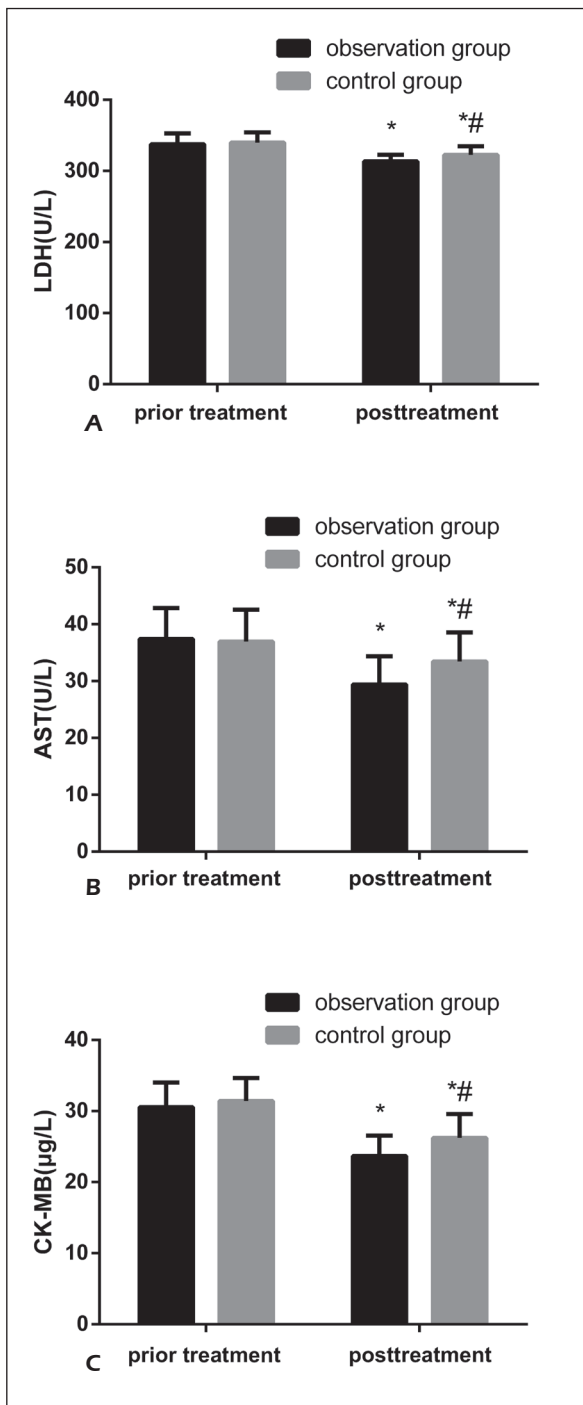 observation group
control group
400
300
200
100
0
LDH(U/L)
*
*#
prior treatment
posttreatment
A
observation group
control group
50
40
30
20
10
0
AST(U/L)
*
*#
prior treatment
posttreatment
B
observation group
control group
40
30
20
10
0
CK-MB(μg/L)
*
*#
prior treatment
posttreatment
C